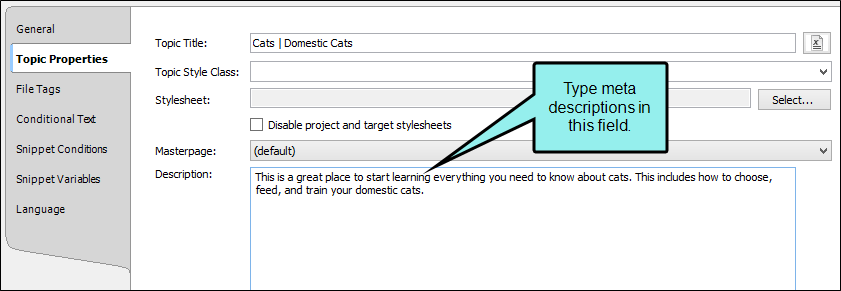 General
Topic Properties
File Tags
Conditional Text
Snippet Conditions
Snippet Variables
Language
Topic Title:
Cats | Domestic Cats
Topic Style Class:
Stylesheet:
Select...
Disable project and target stylesheets
Masterpage:
(default)
Description:
This is a great place to start learning everything you need to know about cats. This includes how to choose,
feed, and train your domestic cats.
Type meta
descriptions in
this field.